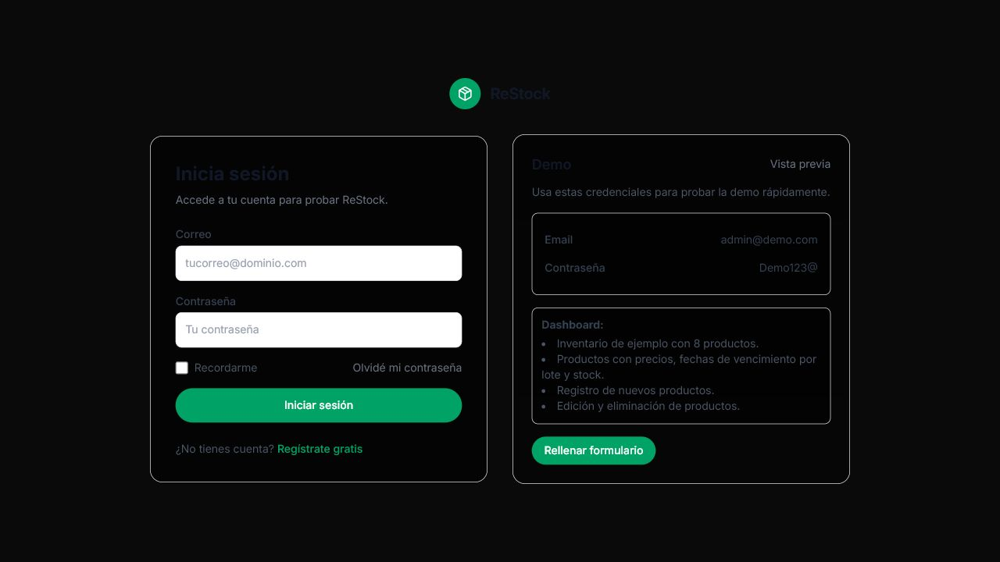 ReStock
Inicia sesión
Accede a tu cuenta para probar ReStock.
Correo
tucorreo@dominio.com
Contraseña
Tu contraseña
Recordarme
Olvidé mi contraseña
Iniciar sesión
¿No tienes cuenta? Regístrate gratis
Demo
Vista previa
Usa estas credenciales para probar la demo rápidamente.
Email
admin@demo.com
Contraseña
Demo123@
Dashboard:
• Inventario de ejemplo con 8 productos.
• Productos con precios, fechas de vencimiento por
lote y stock.
• Registro de nuevos productos.
• Edición y eliminación de productos.
Rellenar formulario